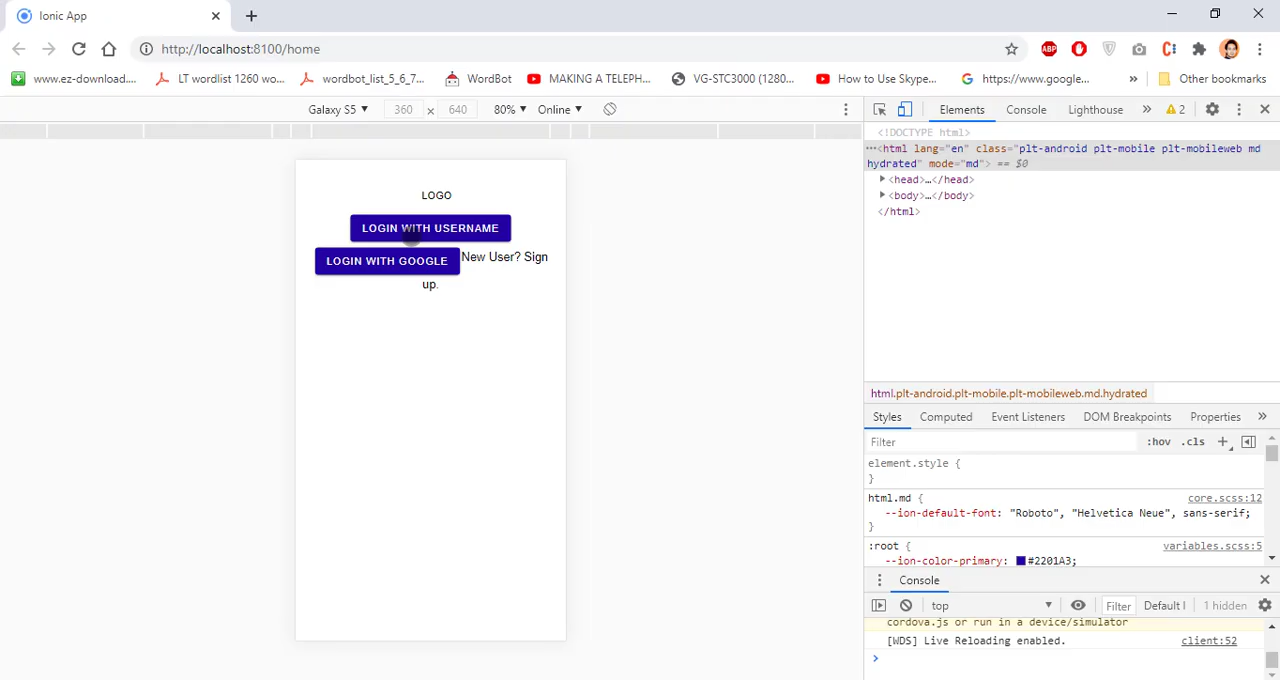 Ionic App
http://localhost:8100/home
ABP
www.ez-download....
LT wordlist 1260 wo...
wordbot_list_5_6_7...
WordBot
MAKING A TELEPH...
VG-STC3000 (1280...
How to Use Skype...
https://www.google...
»
Other bookmarks
Galaxy S5 ▼ 360 × 640 80% ▼ Online ▼
Elements Console Lighthouse » 2
<!DOCTYPE html>
•••<html lang="en" class="plt-android plt-mobile plt-mobileweb md
hydrated" mode="md"> == $0
<head>…</head>
<body>…</body>
</html>
LOGO
LOGIN WITH USERNAME
LOGIN WITH GOOGLE New User? Sign
up.
html.plt-android.plt-mobile.plt-mobileweb.md.hydrated
Styles Computed Event Listeners DOM Breakpoints Properties »
Filter :hov .cls +
element.style {
}
html.md { core.scss:12
--ion-default-font: "Roboto", "Helvetica Neue", sans-serif;
}
:root { variables.scss:5
--ion-color-primary: #2201A3;
Console
top ▼ Filter Default l 1 hidden
cordova.js or run in a device/simulator
[WDS] Live Reloading enabled. client:52